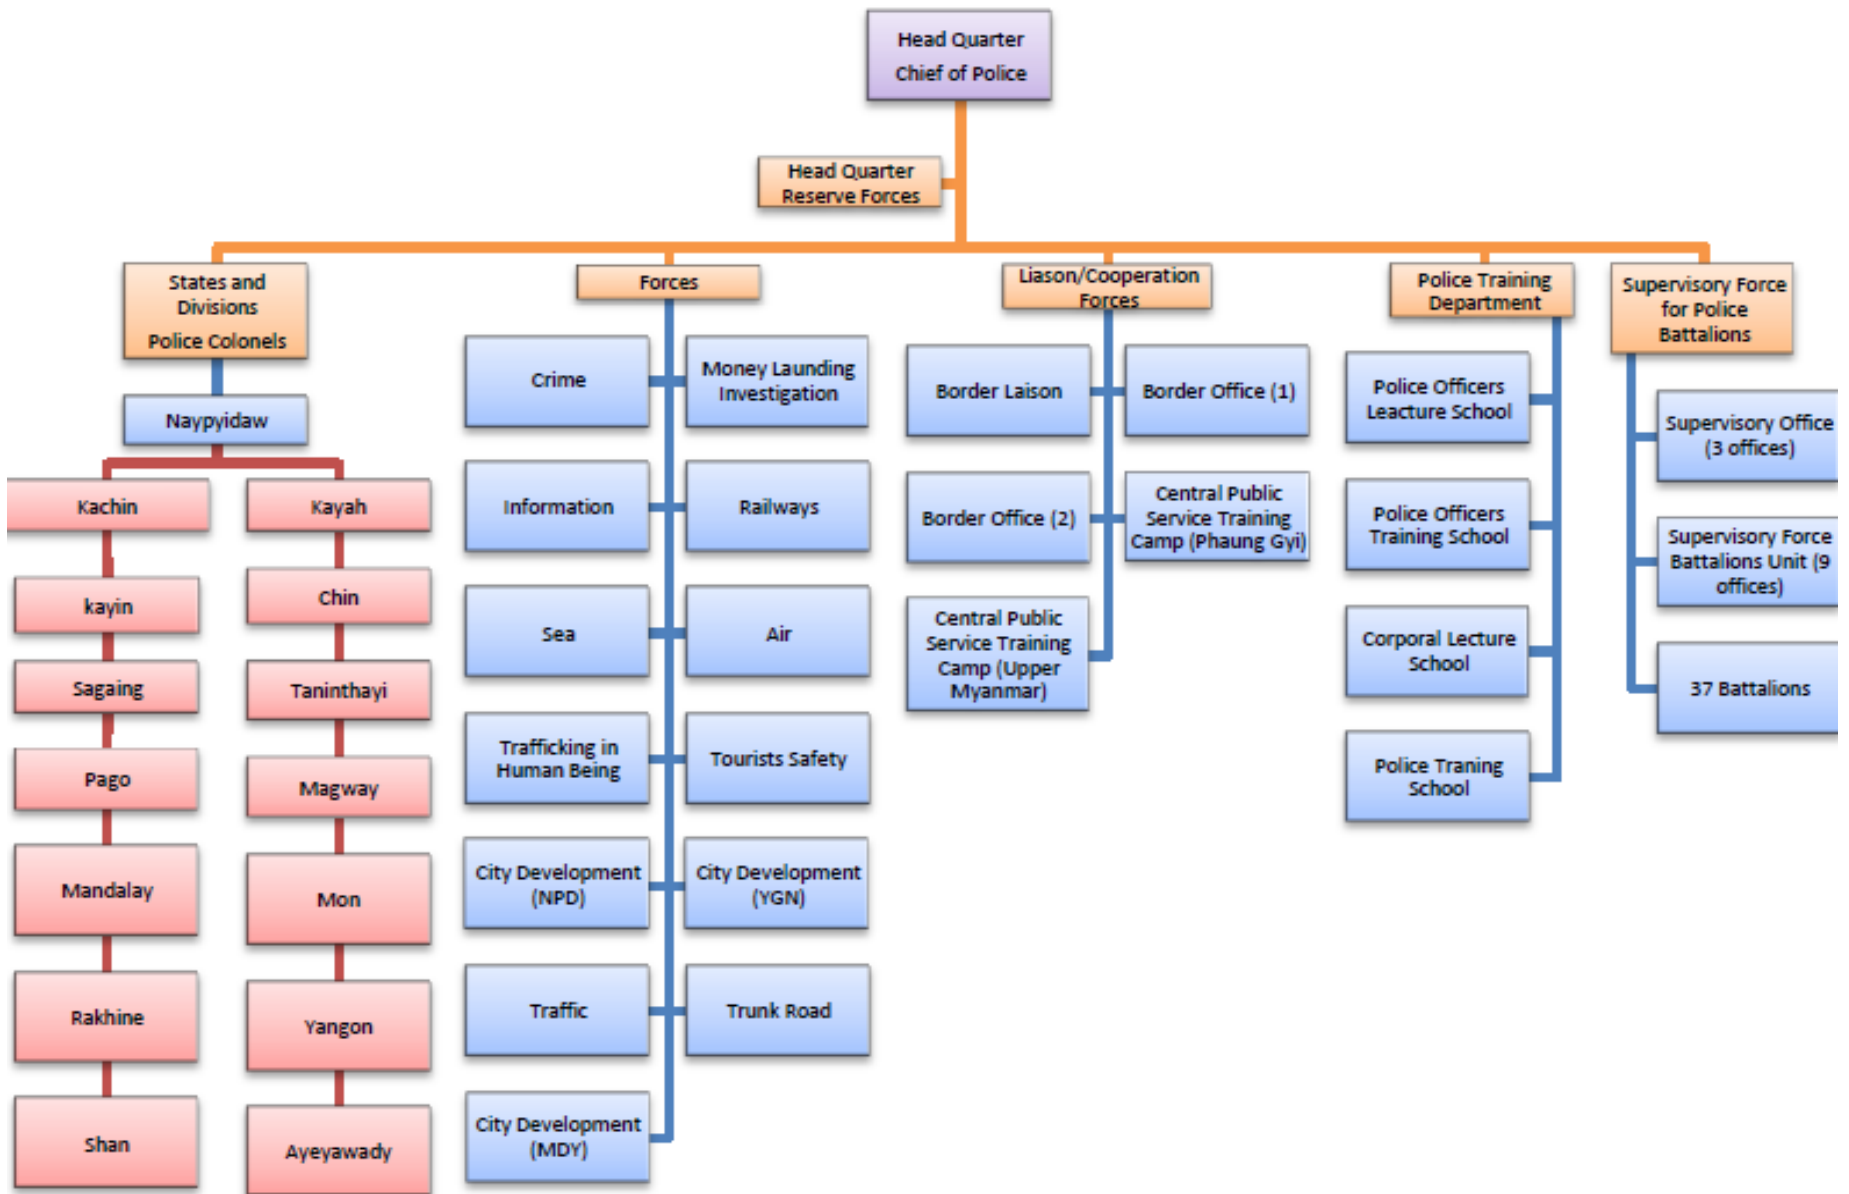 Head Quarter
Chief of Police
Head Quarter
Reserve Forces
States and
Divisions
Police Colonels
Naypyidaw
Kachin
kayin
Sagaing
Pago
Mandalay
Rakhine
Shan
Kayah
Chin
Taninthayi
Magway
Mon
Yangon
Ayeyawady
Forces
Crime
Money Launding
Investigation
Information
Railways
Sea
Air
Trafficking in
Human Being
Tourists Safety
City Development
(NPD)
City Development
(YGN)
Traffic
Trunk Road
City Development
(MDY)
Liason/Cooperation
Forces
Border Laison
Border Office (1)
Border Office (2)
Central Public
Service Training
Camp (Phaung Gyi)
Central Public
Service Training
Camp (Upper
Myanmar)
Police Training
Department
Police Officers
Leacture School
Police Officers
Training School
Corporal Lecture
School
Police Traning
School
Supervisory Force
for Police
Battalions
Supervisory Office
(3 offices)
Supervisory Force
Battalions Unit (9
offices)
37 Battalions